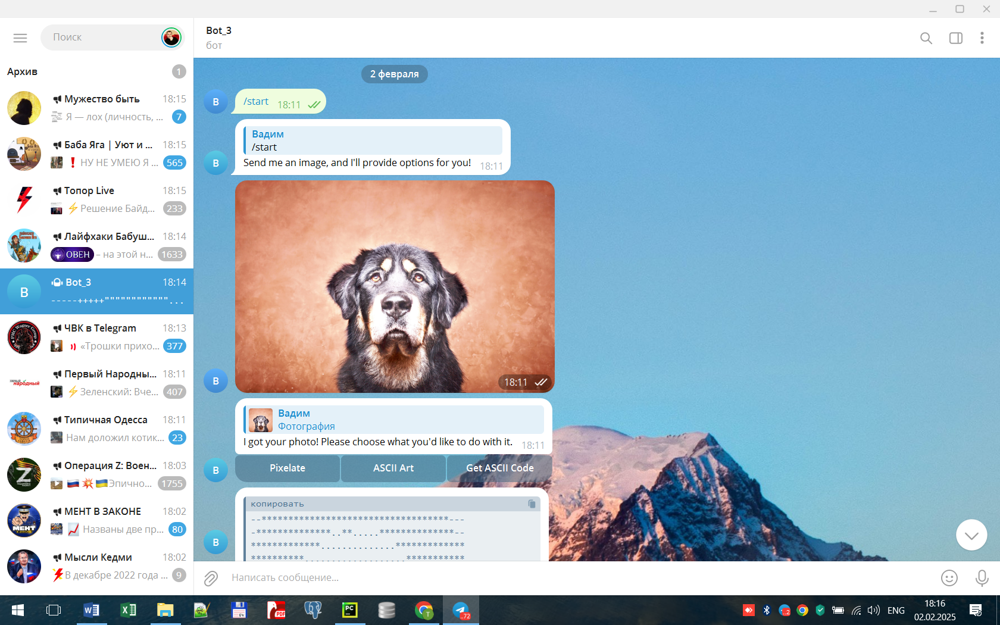 Поиск
Архив
1
Мужество быть 18:15
Я — лох (личность, ... 7
Баба Яга | Уют и ... 18:15
НУ НЕ УМЕЮ Я ... 565
Топор Live 18:15
Решение Байд... 233
Лайфхаки Бабуш... 18:14
ОВЕН – на этой н... 1633
B
Bot_3 18:14
-----+++++""""""""""""...
ЧВК в Telegram 18:13
«Трошки прихо... 377
Первый Народны... 18:11
народный
Зеленский: Вче... 407
Типичная Одесса 18:11
Нам доложил котик... 23
Операция Z: Воен... 18:03
Z
Эпично... 1755
МЕНТ В ЗАКОНЕ 18:02
МЕНТ
Названы две пр... 80
Мысли Кедми 18:02
В декабре 2022 года ... 9
Bot_3
бот
2 февраля
B
/start 18:11
Вадим
/start
B
Send me an image, and I'll provide options for you! 18:11
B
18:11
Вадим
Фотография
I got your photo! Please choose what you'd like to do with it. 18:11
B
Pixelate ASCII Art Get ASCII Code
копировать
--***********************************---
-**************..**.....**************--
*************..............*************
**********...................***********
B
Написать сообщение...
W
X
64
PDF
PC
T
..72
..2
ENG
18:16
02.02.2025